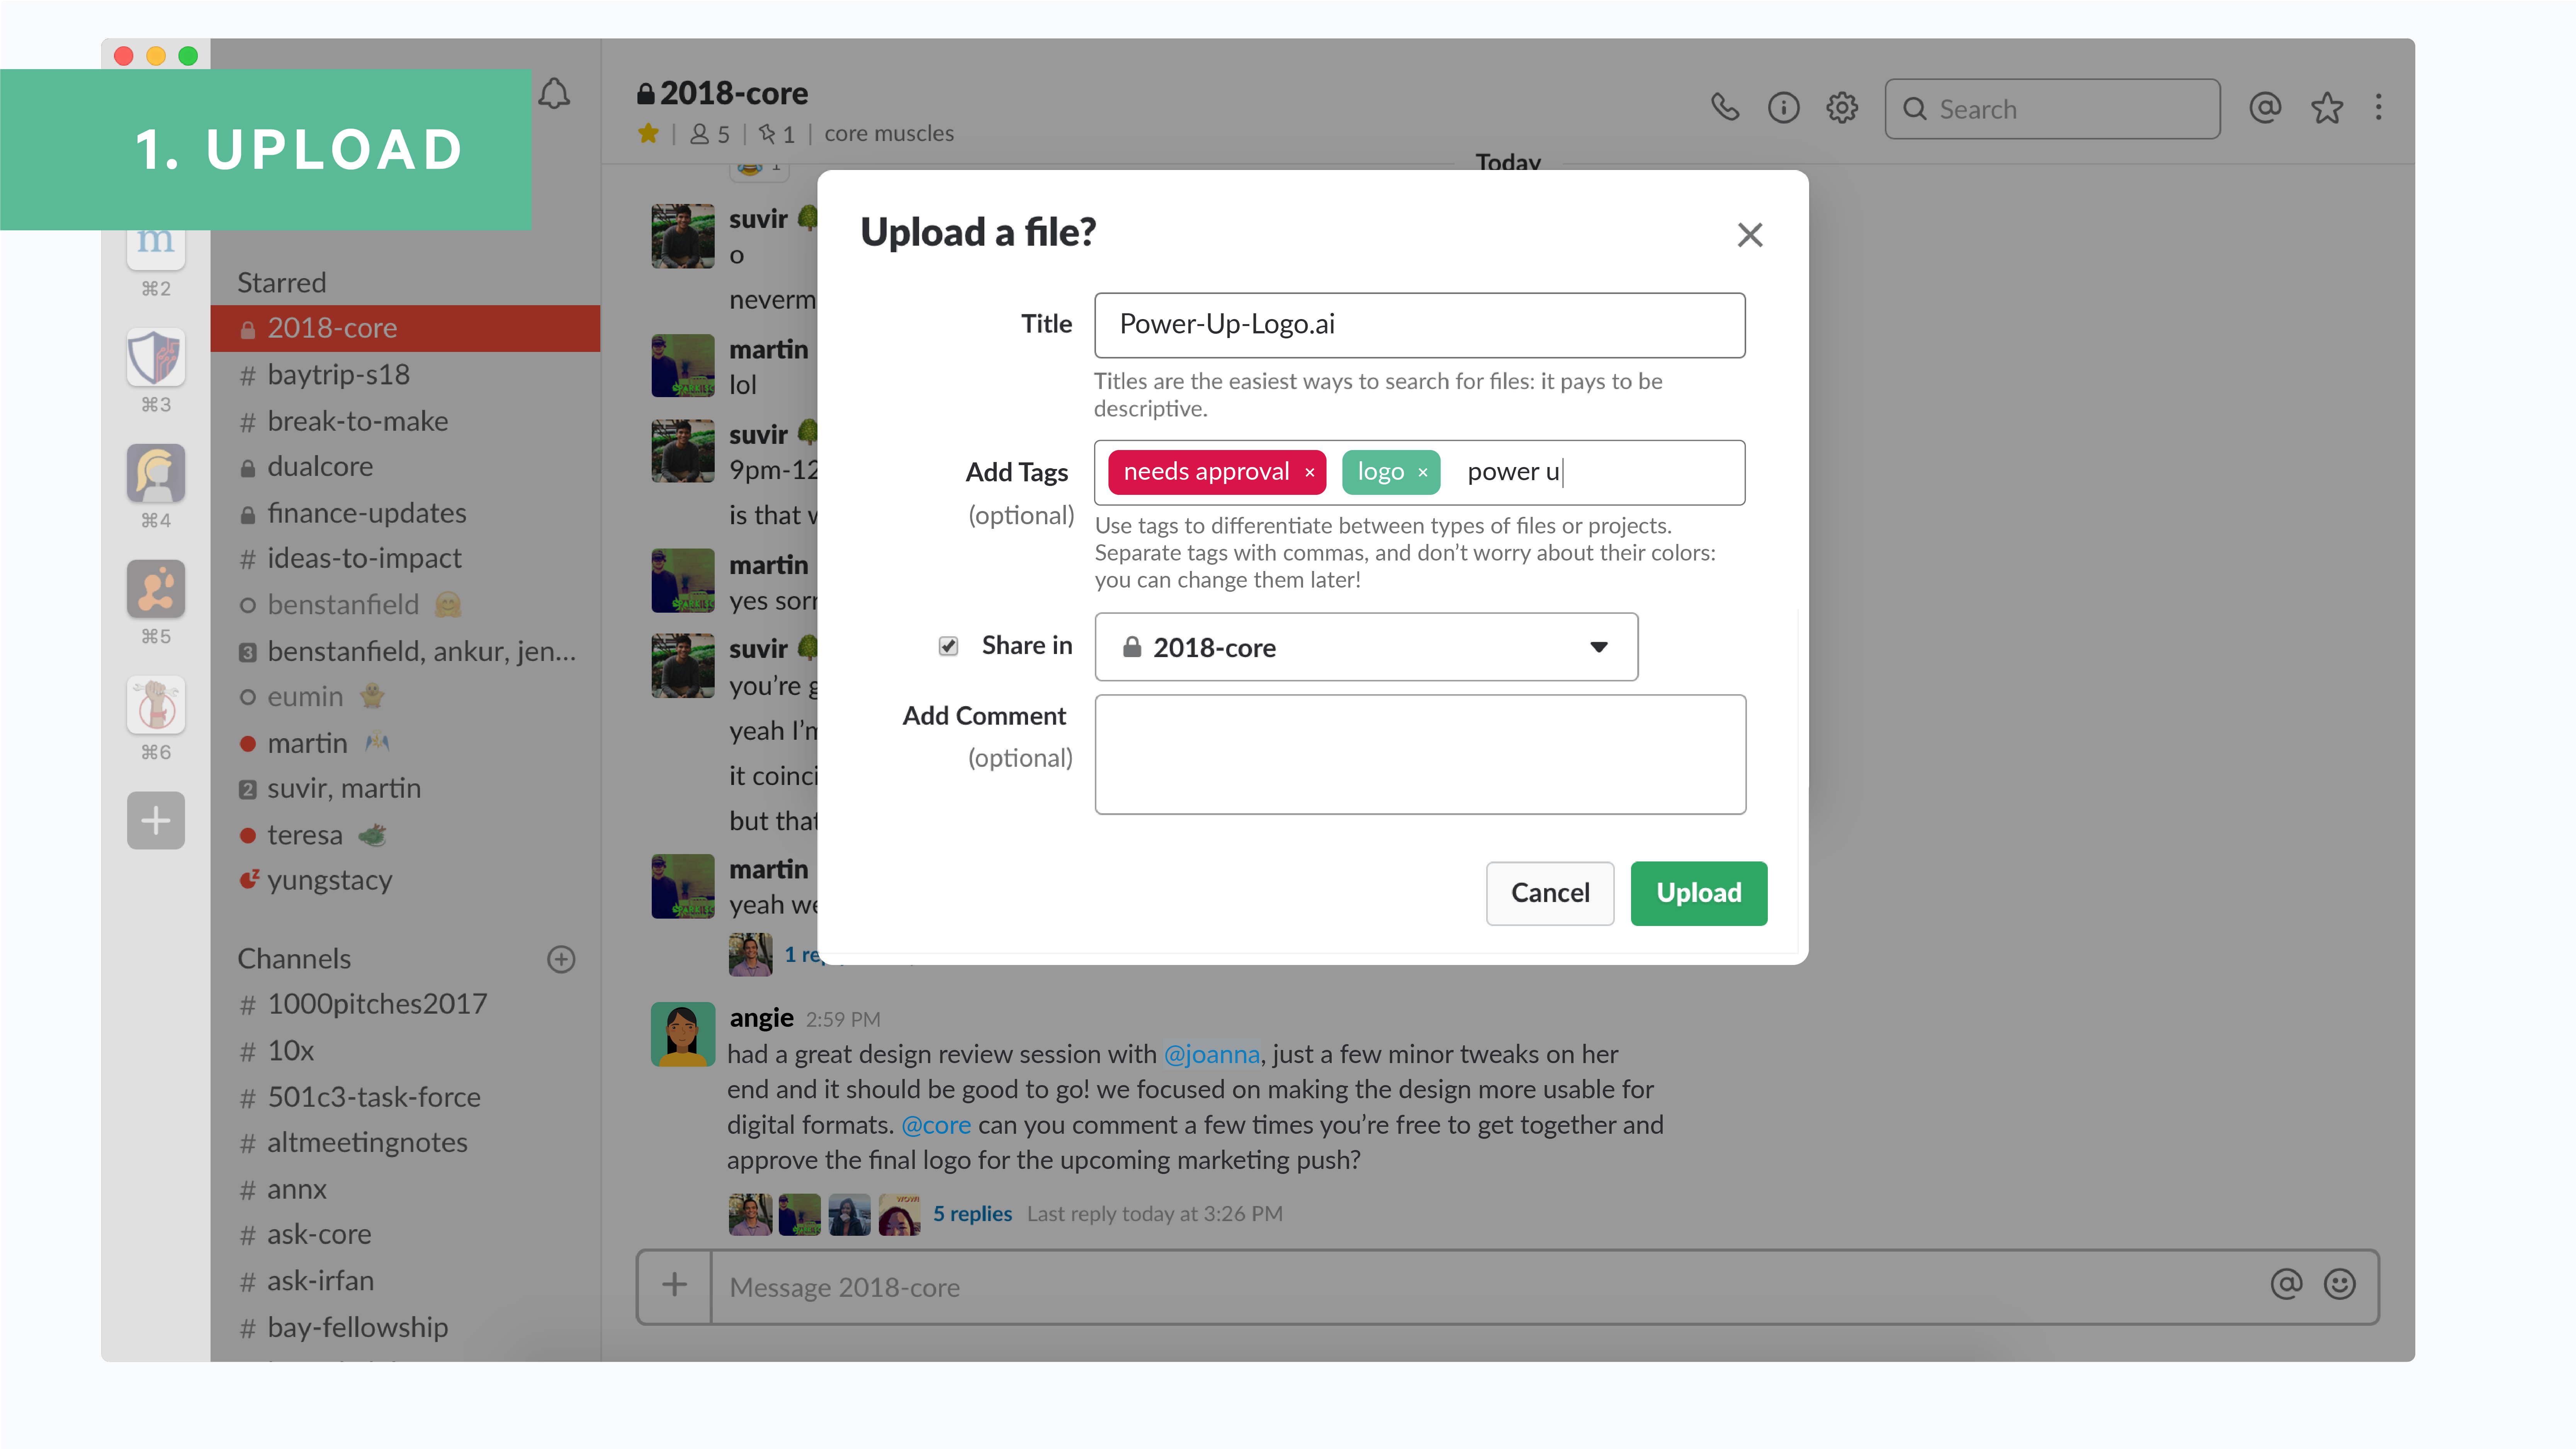 1. UPLOAD
m
⌘2
⌘3
⌘4
⌘5
⌘6
Starred
2018-core
# baytrip-s18
# break-to-make
dualcore
finance-updates
# ideas-to-impact
benstanfield
3 benstanfield, ankur, jen...
eumin
martin
2 suvir, martin
teresa
yungstacy
Channels
# 1000pitches2017
# 10x
# 501c3-task-force
# altmeetingnotes
# annx
# ask-core
# ask-irfan
# bay-fellowship
2018-core
5 | 1 | core muscles
Search
Today
1
suvir
o
neverm
martin
lol
suvir
9pm-12
is that
martin
yes sorr
suvir
you're g
yeah I'm
it coinci
but that
martin
yeah we
1 re
Upload a file?
Title
Power-Up-Logo.ai
Titles are the easiest ways to search for files: it pays to be
descriptive.
Add Tags
(optional)
needs approval × logo × power u
Use tags to differentiate between types of files or projects.
Separate tags with commas, and don't worry about their colors:
you can change them later!
Share in
2018-core
Add Comment
(optional)
Cancel
Upload
angie 2:59 PM
had a great design review session with @joanna, just a few minor tweaks on her
end and it should be good to go! we focused on making the design more usable for
digital formats. @core can you comment a few times you're free to get together and
approve the final logo for the upcoming marketing push?
5 replies Last reply today at 3:26 PM
Message 2018-core